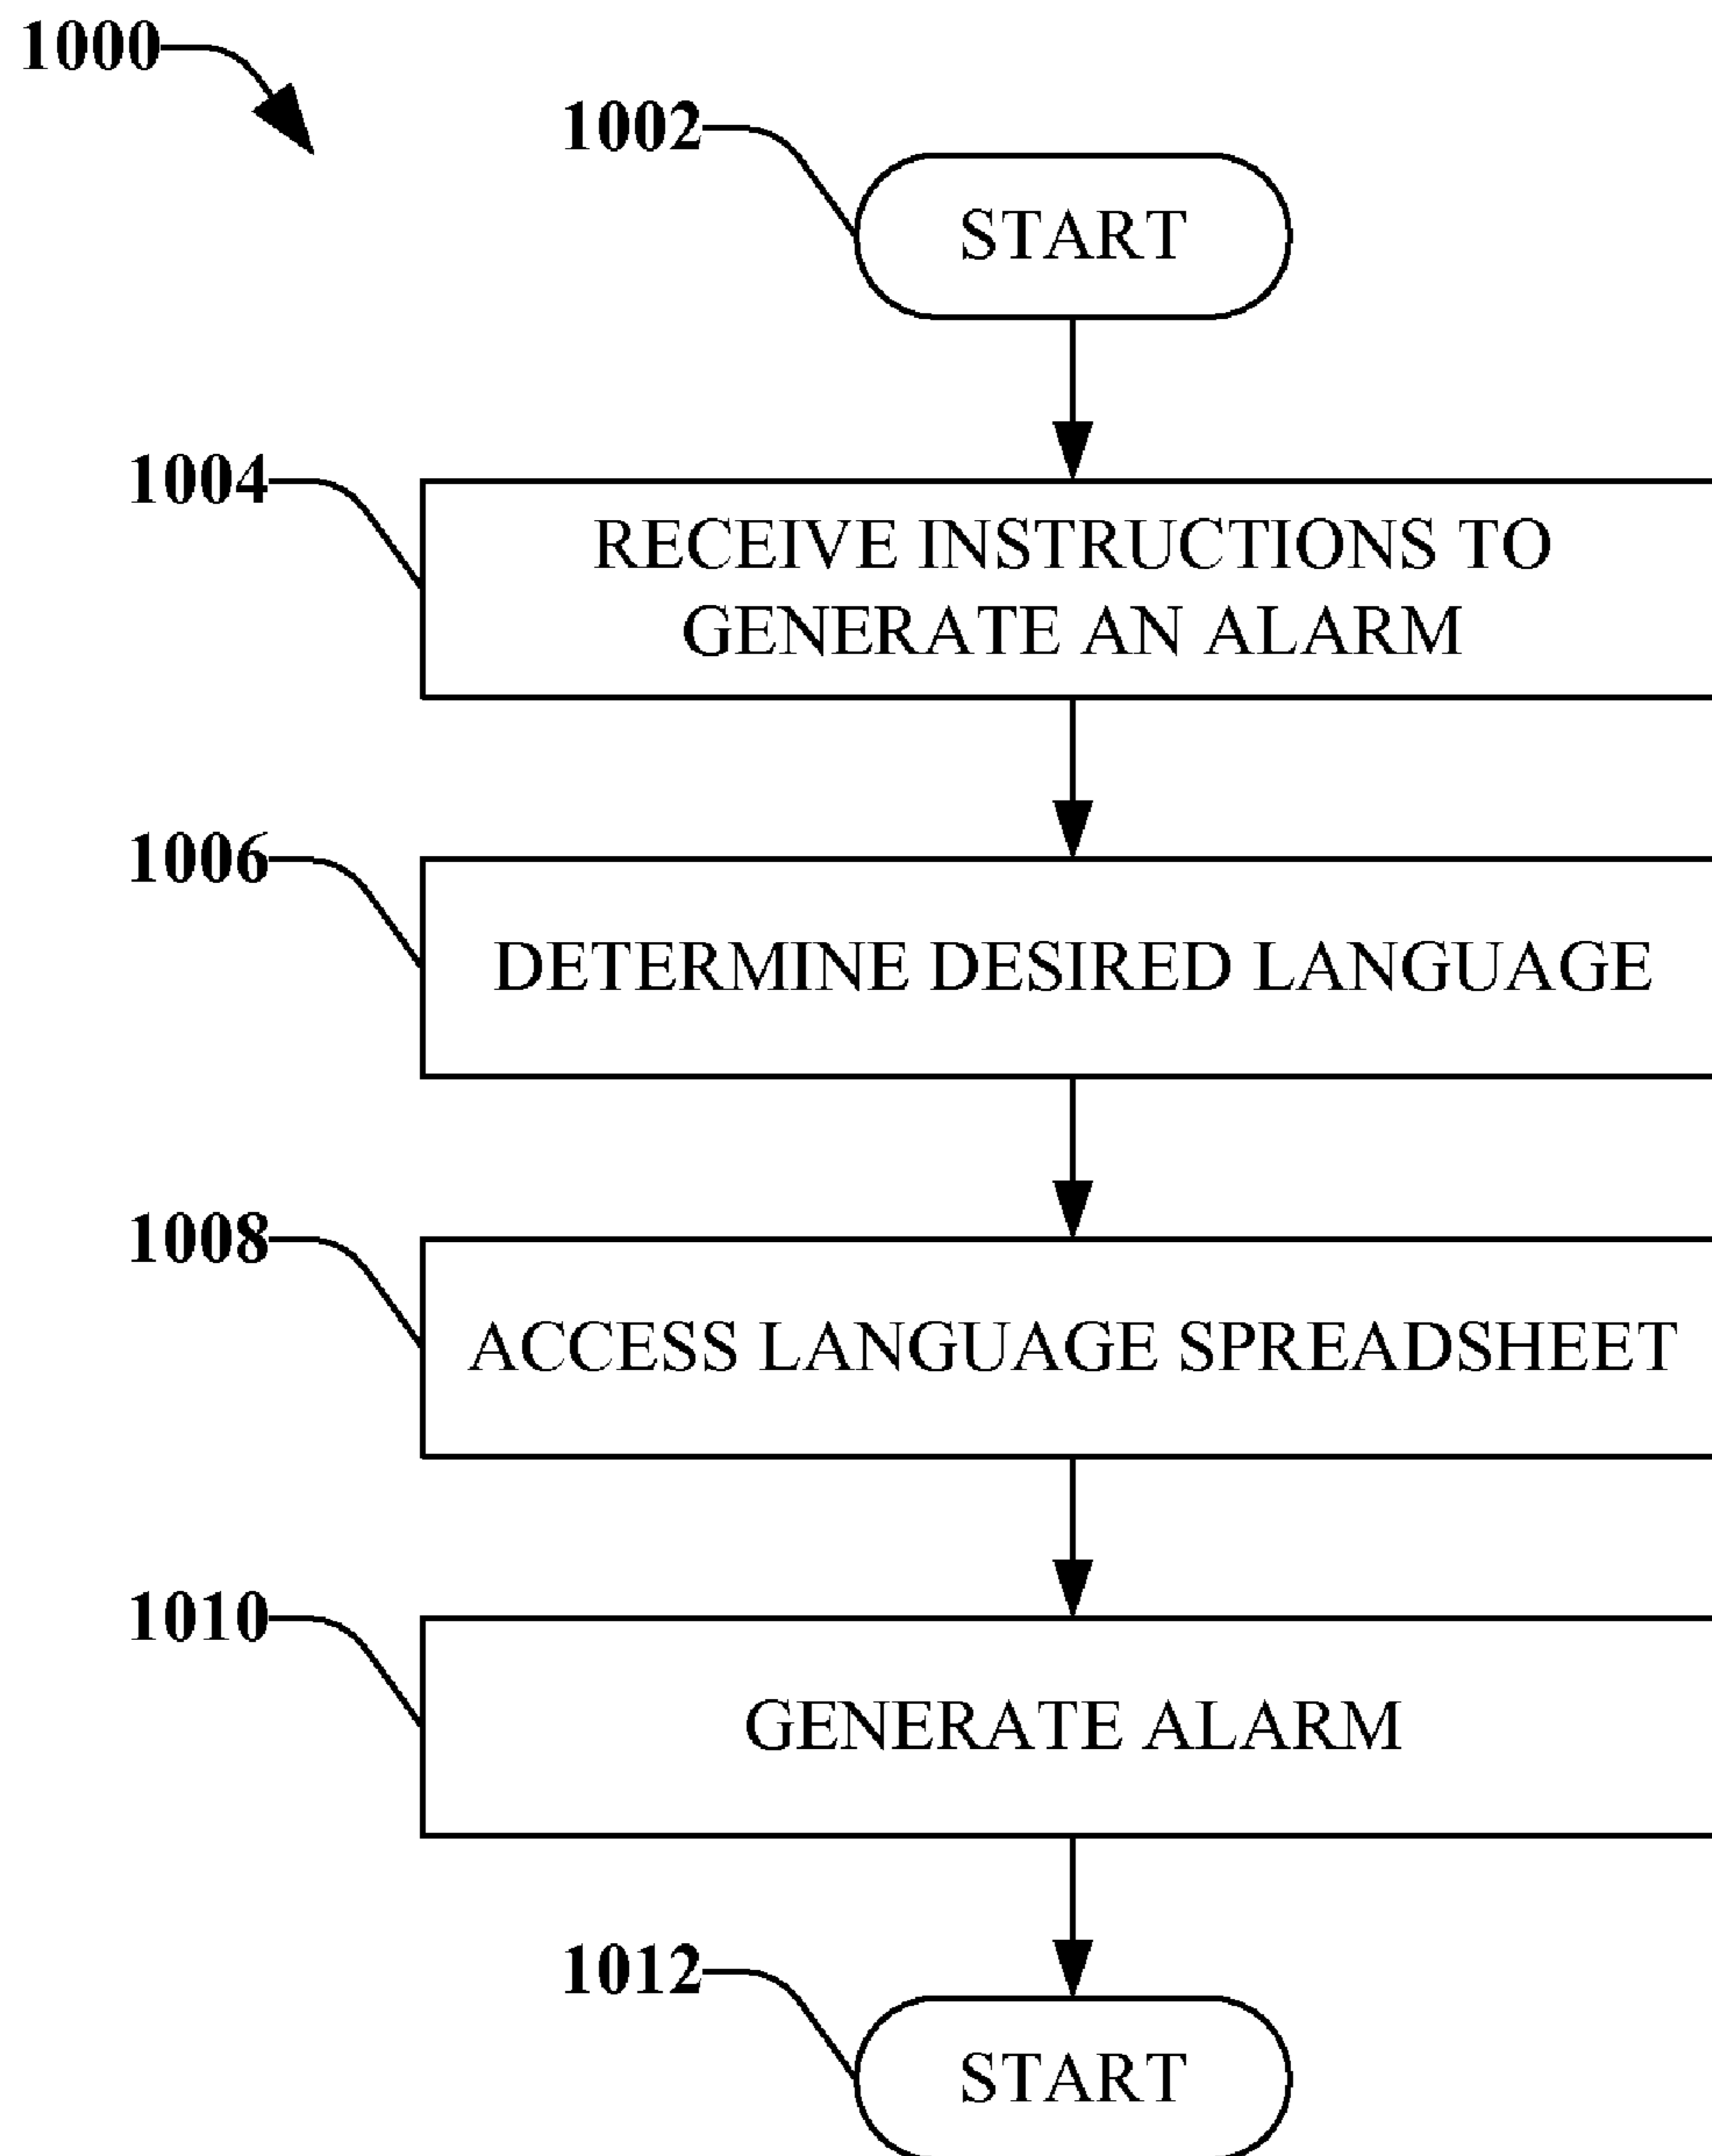 1000
1002
START
1004
RECEIVE INSTRUCTIONS TO
GENERATE AN ALARM
1006
DETERMINE DESIRED LANGUAGE
1008
ACCESS LANGUAGE SPREADSHEET
1010
GENERATE ALARM
1012
START